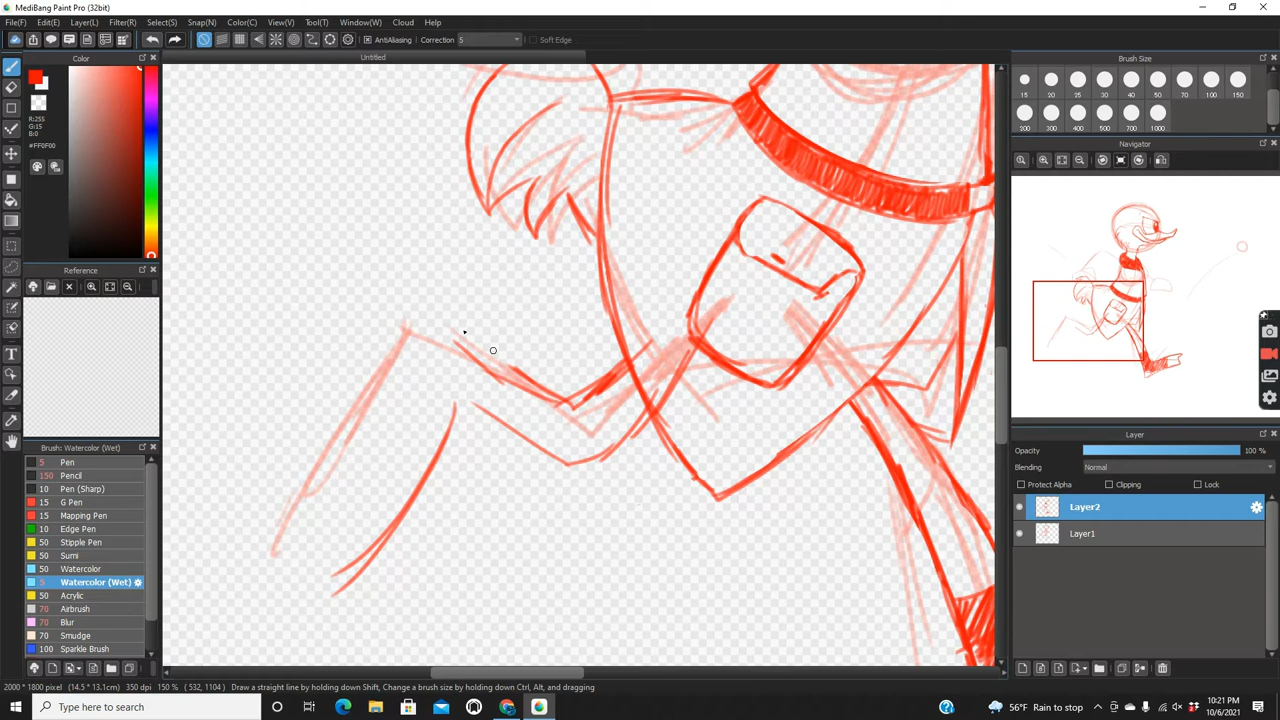 MediBang Paint Pro (32bit)
File(F) Edit(E) Layer(L) Filter(R) Select(S) Snap(N) Color(C) View(V) Tool(T) Window(W) Cloud Help
AntiAliasing Correction 5 Soft Edge
Color
Untitled
Brush Size
R:255
G:15
B:0
#FF0F00
15 20 25 30 40 50 70 100 150
200 300 400 500 700 1000
Navigator
Reference
Layer
Opacity 100 %
Blending Normal
Protect Alpha Clipping Lock
Layer2
Layer1
Brush: Watercolor (Wet)
5 Pen
150 Pencil
10 Pen (Sharp)
15 G Pen
15 Mapping Pen
10 Edge Pen
50 Stipple Pen
50 Sumi
50 Watercolor
5 Watercolor (Wet)
50 Acrylic
70 Airbrush
70 Blur
70 Smudge
100 Sparkle Brush
2000 * 1800 pixel (14.5 * 13.1cm) 350 dpi 150 % ( 532, 1104 ) Draw a straight line by holding down Shift, Change a brush size by holding down Ctrl, Alt, and dragging
Type here to search
56°F Rain to stop
10:21 PM
10/6/2021